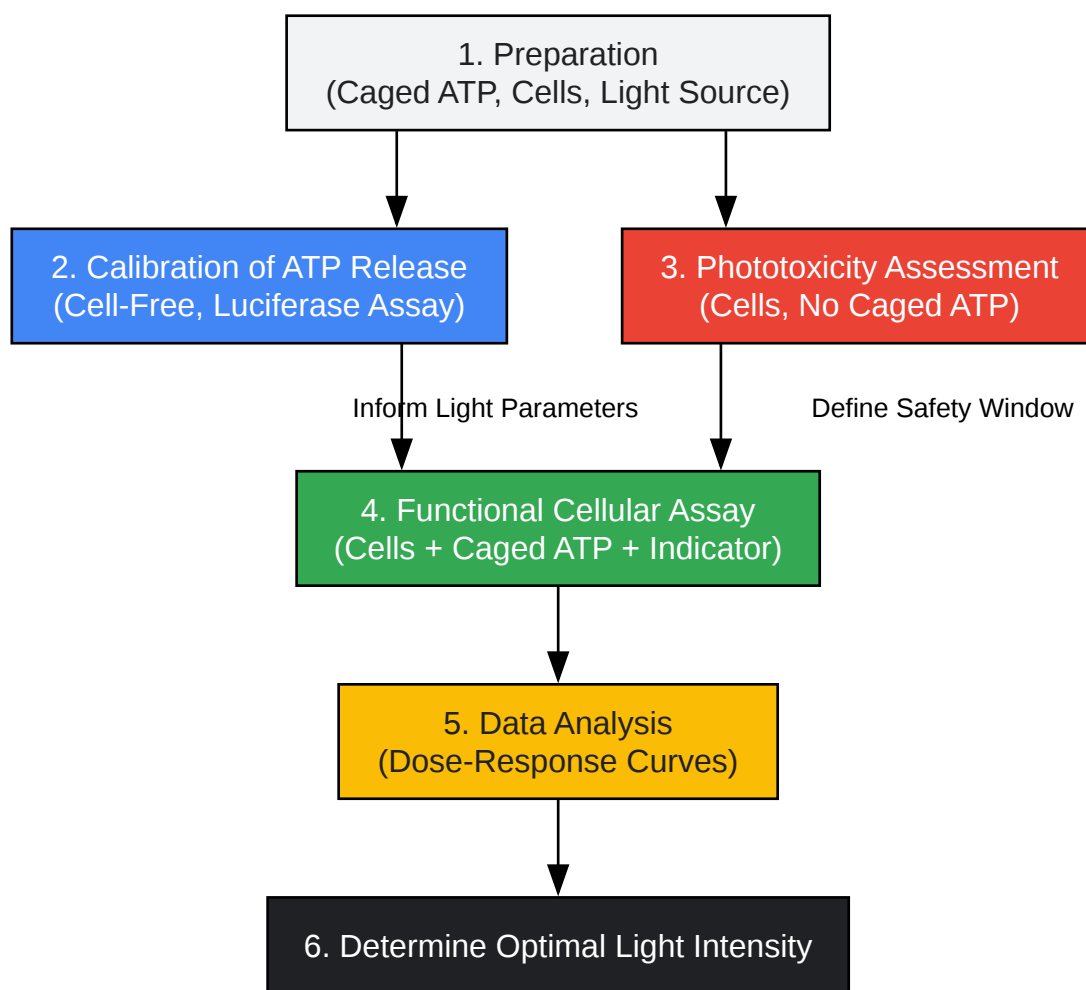 1. Preparation
(Caged ATP, Cells, Light Source)
2. Calibration of ATP Release
(Cell-Free, Luciferase Assay)
3. Phototoxicity Assessment
(Cells, No Caged ATP)
Inform Light Parameters
Define Safety Window
4. Functional Cellular Assay
(Cells + Caged ATP + Indicator)
5. Data Analysis
(Dose-Response Curves)
6. Determine Optimal Light Intensity